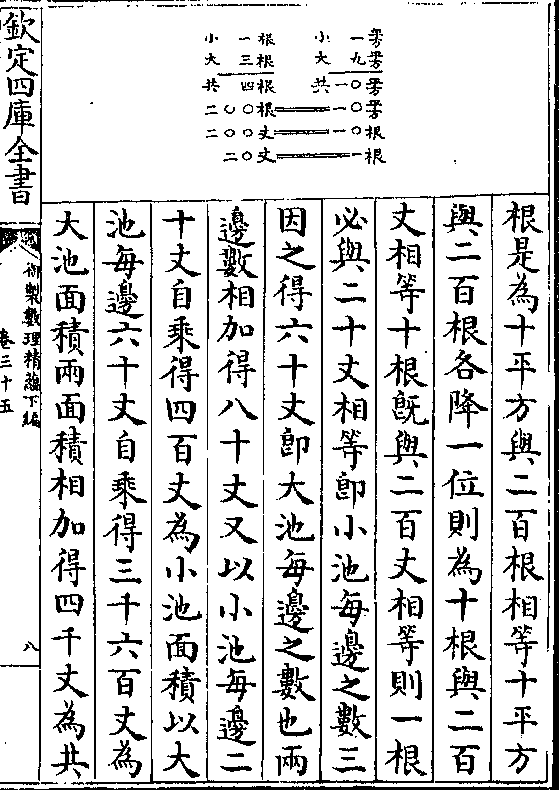 欽定四庫全書
小 一根 小 一平方
大 三根 大 九平方
共 四根 共 一〇平方
二〇〇根 一〇平方
二〇〇丈 一〇根
二〇丈 一根
根是為十平方與二百根相等十平方
與二百根各降一位則為十根與二百
丈相等十根旣與二百丈相等則一根
必與二十丈相等卽小池每邊之數三
因之得六十丈卽大池每邊之數也兩
邊數相加得八十丈又以小池每邊二
十丈自乘得四百丈為小池面積以大
池每邊六十丈自乘得三千六百丈為
大池面積兩面積相加得四千丈為共
御製數理精蘊下編
卷三十五
八